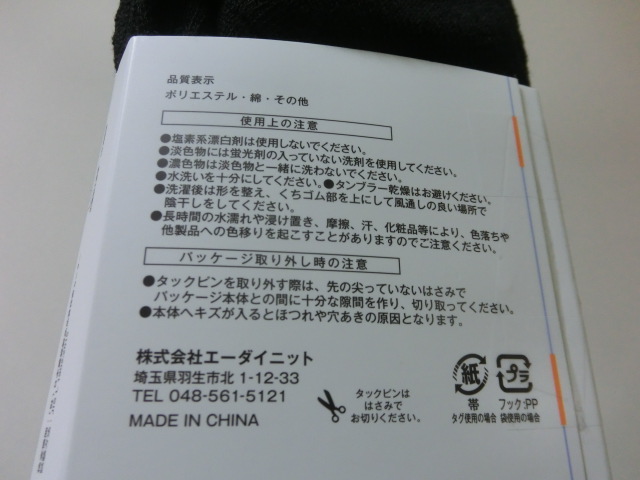 品質表示
ポリエステル・綿・その他
使用上の注意
●塩素系漂白剤は使用しないでください。
●淡色物には蛍光剤の入っていない洗剤を使用してください。
●濃色物は淡色物と一緒に洗わないでください。
●水洗いを十分にしてください。●タンブラー乾燥はお避けください。
●洗濯後は形を整え、くちゴム部を上にして風通しの良い場所で
陰干しをしてください。
●長時間の水濡れや浸け置き、摩擦、汗、化粧品等により、色落ちや
他製品への色移りを起こすことがありますのでご注意ください。
パッケージ取り外し時の注意
●タックピンを取り外す際は、先の尖っていないはさみで
パッケージ本体との間に十分な隙間を作り、切り取ってください。
●本体へキズが入るとほつれや穴あきの原因となります。
株式会社エーダイニット
埼玉県羽生市北 1-12-33
TEL 048-561-5121
MADE IN CHINA
タックピンは
はさみで
お切りください。
紙
帯
タグ使用の場合
プラ
フック:PP
袋使用の場合